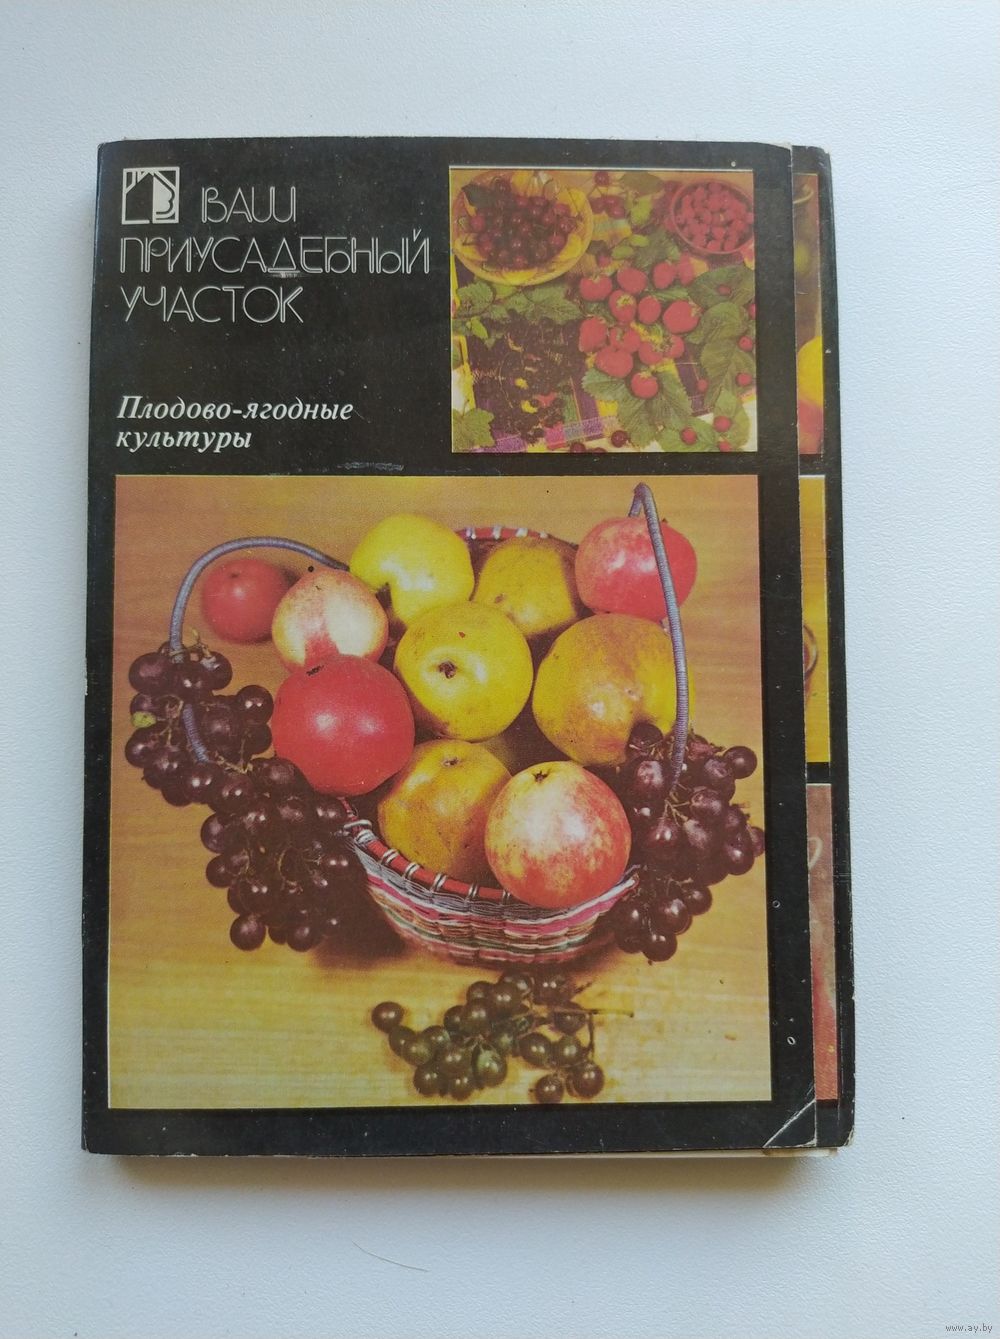 ВАШ
ПРИУСАДЕБНЫЙ
УЧАСТОК
Плодово-ягодные
культуры
www.ay.by